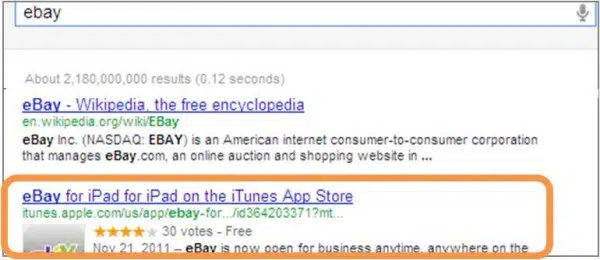 ebay
About 2,180,000,000 results (0.12 seconds)
eBay - Wikipedia, the free encyclopedia
en.wikipedia.org/wiki/EBay
eBay Inc. (NASDAQ: EBAY) is an American internet consumer-to-consumer corporation
that manages eBay.com, an online auction and shopping website in ...
eBay for iPad for iPad on the iTunes App Store
itunes.apple.com/us/app/ebay-for.../id364203371?mt...
30 votes - Free
Nov 21, 2011 – eBay is now open for business anytime, anywhere on the